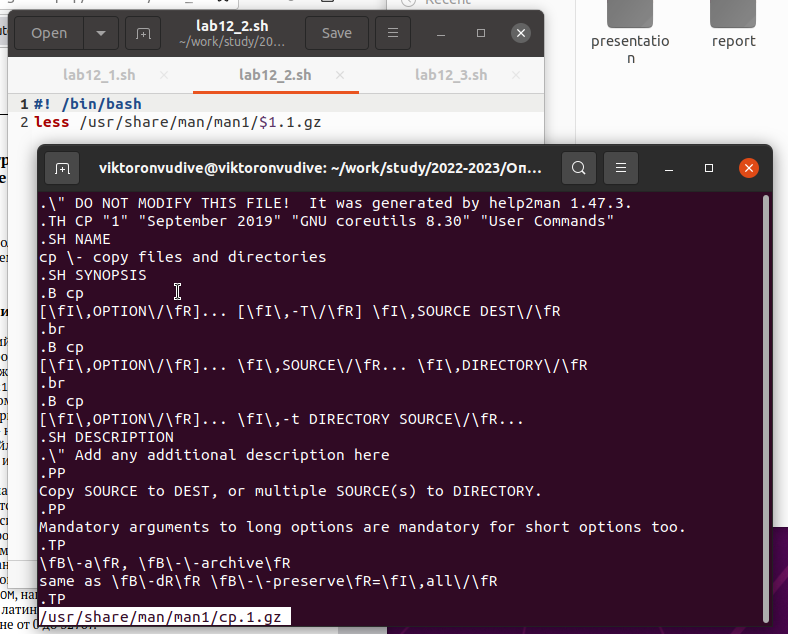 Recent
presentatio
n
report
Open
lab12_2.sh
~/work/study/20...
Save
lab12_1.sh
lab12_2.sh
lab12_3.sh
1 #! /bin/bash
2 less /usr/share/man/man1/$1.1.gz
viktoronvudive@viktoronvudive: ~/work/study/2022-2023/Оп...
.\" DO NOT MODIFY THIS FILE!  It was generated by help2man 1.47.3.
.TH CP "1" "September 2019" "GNU coreutils 8.30" "User Commands"
.SH NAME
cp \- copy files and directories
.SH SYNOPSIS
.B cp
[\fI\,OPTION\/\fR]... [\fI\,-T\/\fR] \fI\,SOURCE DEST\/\fR
.br
.B cp
[\fI\,OPTION\/\fR]... \fI\,SOURCE\/\fR... \fI\,DIRECTORY\/\fR
.br
.B cp
[\fI\,OPTION\/\fR]... \fI\,-t DIRECTORY SOURCE\/\fR...
.SH DESCRIPTION
.\" Add any additional description here
.PP
Copy SOURCE to DEST, or multiple SOURCE(s) to DIRECTORY.
.PP
Mandatory arguments to long options are mandatory for short options too.
.TP
\fB\-a\fR, \fB\-\-archive\fR
same as \fB\-dR\fR \fB\-\-preserve\fR=\fI\,all\/\fR
.TP
/usr/share/man/man1/cp.1.gz